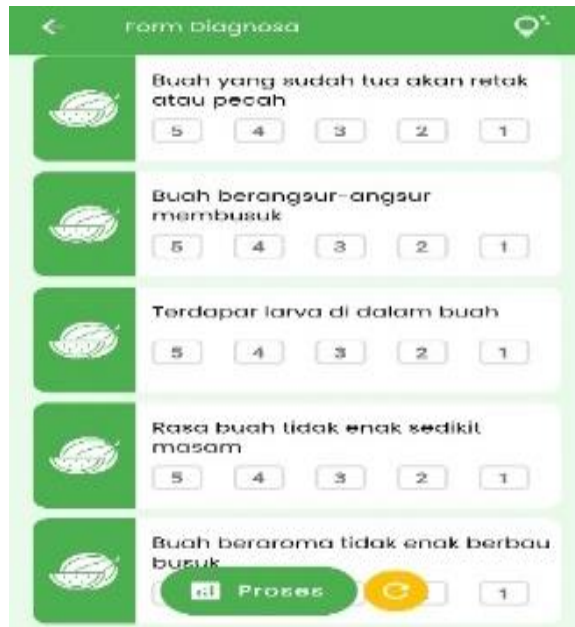 Form Diagnosa
Buah yang sudah tua akan retak
atau pecah
5 4 3 2 1
Buah berangsur-angsur
membusuk
5 4 3 2 1
Terdapar larva di dalam buah
5 4 3 2 1
Rasa buah tidak enak sedikit
masam
5 4 3 2 1
Buah beraroma tidak enak berbau
busuk
Proses
1